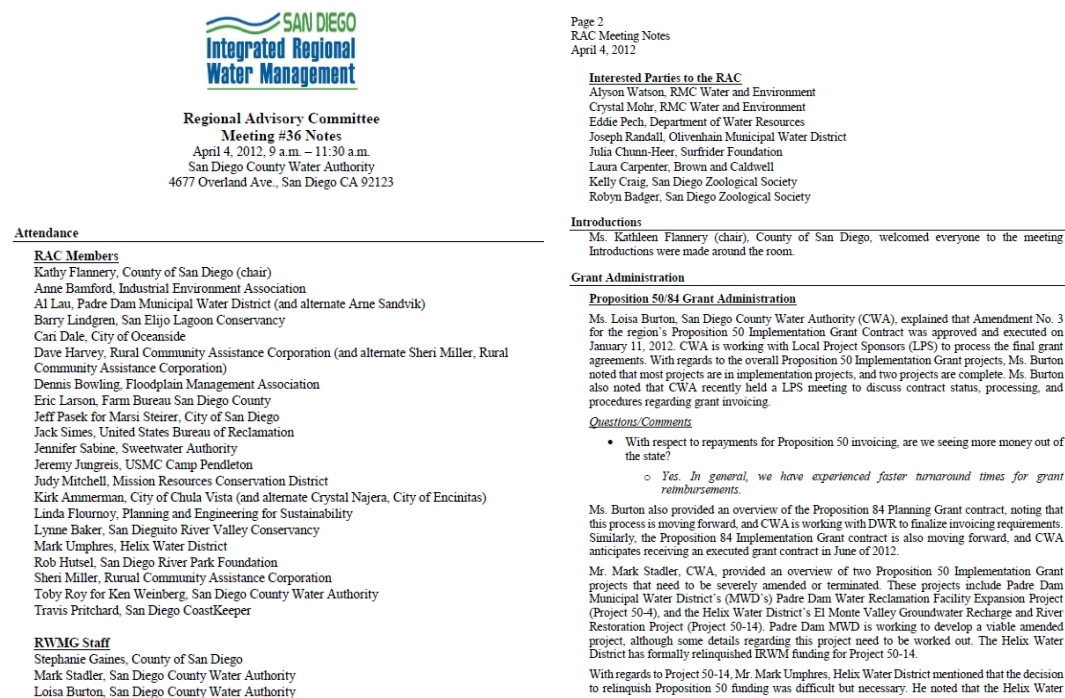 SAN DIEGO
Integrated Regional
Water Management
Regional Advisory Committee
Meeting #36 Notes
April 4, 2012, 9 a.m. – 11:30 a.m.
San Diego County Water Authority
4677 Overland Ave., San Diego CA 92123
Attendance
RAC Members
Kathy Flannery, County of San Diego (chair)
Anne Bamford, Industrial Environment Association
Al Lau, Padre Dam Municipal Water District (and alternate Arne Sandvik)
Barry Lindgren, San Elijo Lagoon Conservancy
Cari Dale, City of Oceanside
Dave Harvey, Rural Community Assistance Corporation (and alternate Sheri Miller, Rural
Community Assistance Corporation)
Dennis Bowling, Floodplain Management Association
Eric Larson, Farm Bureau San Diego County
Jeff Pasek for Marsi Steirer, City of San Diego
Jack Simes, United States Bureau of Reclamation
Jennifer Sabine, Sweetwater Authority
Jeremy Jungreis, USMC Camp Pendleton
Judy Mitchell, Mission Resources Conservation District
Kirk Ammerman, City of Chula Vista (and alternate Crystal Najera, City of Encinitas)
Linda Flournoy, Planning and Engineering for Sustainability
Lynne Baker, San Dieguito River Valley Conservancy
Mark Umphres, Helix Water District
Rob Hutsel, San Diego River Park Foundation
Sheri Miller, Rurual Community Assistance Corporation
Toby Roy for Ken Weinberg, San Diego County Water Authority
Travis Pritchard, San Diego CoastKeeper
RWMG Staff
Stephanie Gaines, County of San Diego
Mark Stadler, San Diego County Water Authority
Loisa Burton, San Diego County Water Authority
Page 2
RAC Meeting Notes
April 4, 2012
Interested Parties to the RAC
Alyson Watson, RMC Water and Environment
Crystal Mohr, RMC Water and Environment
Eddie Pech, Department of Water Resources
Joseph Randall, Olivenhain Municipal Water District
Julia Chunn-Heer, Surfrider Foundation
Laura Carpenter, Brown and Caldwell
Kelly Craig, San Diego Zoological Society
Robyn Badger, San Diego Zoological Society
Introductions
Ms. Kathleen Flannery (chair), County of San Diego, welcomed everyone to the meeting
Introductions were made around the room.
Grant Administration
Proposition 50/84 Grant Administration
Ms. Loisa Burton, San Diego County Water Authority (CWA), explained that Amendment No. 3
for the region's Proposition 50 Implementation Grant Contract was approved and executed on
January 11, 2012. CWA is working with Local Project Sponsors (LPS) to process the final grant
agreements. With regards to the overall Proposition 50 Implementation Grant projects, Ms. Burton
noted that most projects are in implementation projects, and two projects are complete. Ms. Burton
also noted that CWA recently held a LPS meeting to discuss contract status, processing, and
procedures regarding grant invoicing.
Questions/Comments
• With respect to repayments for Proposition 50 invoicing, are we seeing more money out of
the state?
o Yes. In general, we have experienced faster turnaround times for grant
reimbursements.
Ms. Burton also provided an overview of the Proposition 84 Planning Grant contract, noting that
this process is moving forward, and CWA is working with DWR to finalize invoicing requirements.
Similarly, the Proposition 84 Implementation Grant contract is also moving forward, and CWA
anticipates receiving an executed grant contract in June of 2012.
Mr. Mark Stadler, CWA, provided an overview of two Proposition 50 Implementation Grant
projects that need to be severely amended or terminated. These projects include Padre Dam
Municipal Water District's (MWD's) Padre Dam Water Reclamation Facility Expansion Project
(Project 50-4), and the Helix Water District's El Monte Valley Groundwater Recharge and River
Restoration Project (Project 50-14). Padre Dam MWD is working to develop a viable amended
project, although some details regarding this project need to be worked out. The Helix Water
District has formally relinquished IRWM funding for Project 50-14.
With regards to Project 50-14, Mr. Mark Umphres, Helix Water District mentioned that the decision
to relinquish Proposition 50 funding was difficult but necessary. He noted that the Helix Water